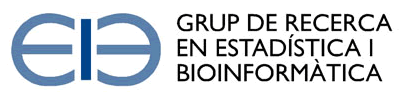 GRUP DE RECERCA
EN ESTADÍSTICA I
BIOINFORMÀTICA